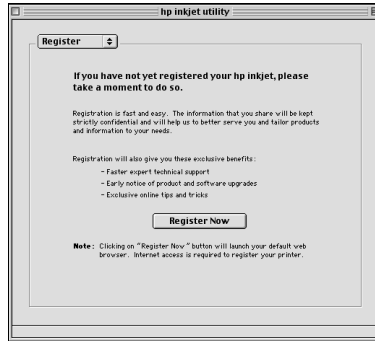 hp inkjet utility
Register
If you have not yet registered your hp inkjet, please
take a moment to do so.
Registration is fast and easy. The information that you share will be kept
strictly confidential and will help us to better serve you and tailor products
and information to your needs.
Registration will also give you these exclusive benefits:
- Faster expert technical support
- Early notice of product and software upgrades
- Exclusive online tips and tricks
Register Now
Note: Clicking on "Register Now" button will launch your default web
browser. Internet access is required to register your printer.